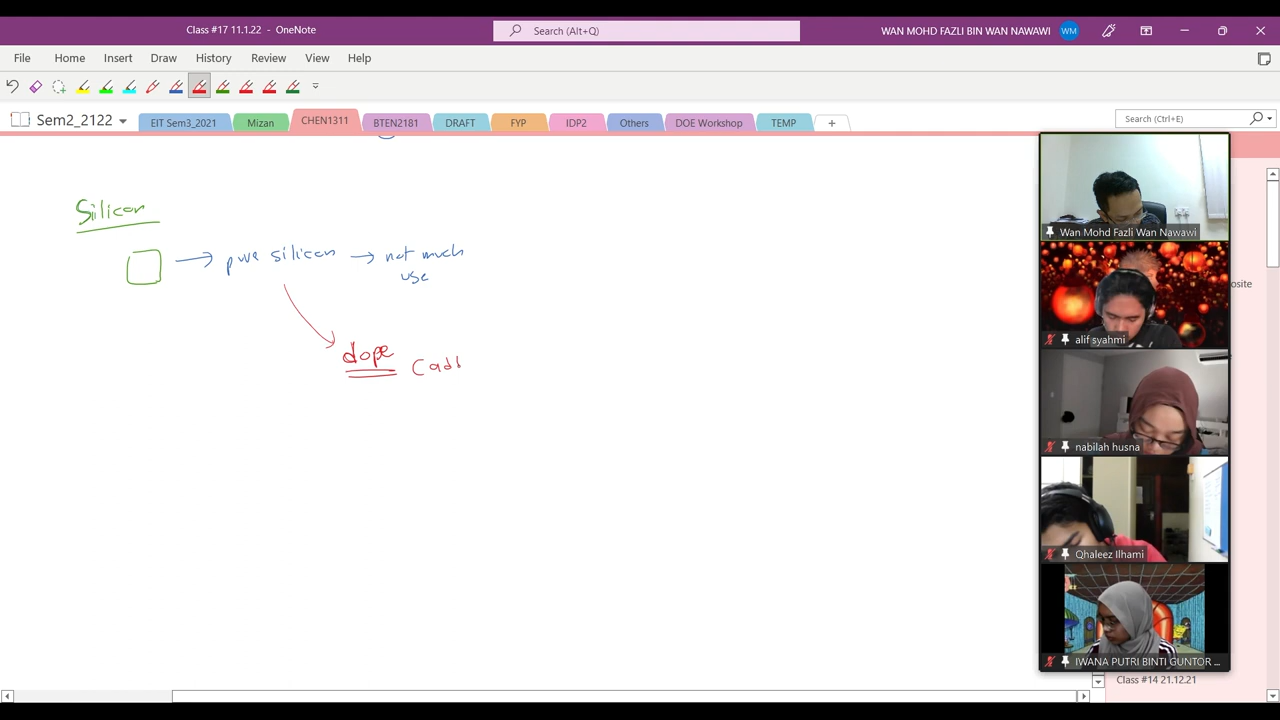 Class #17 11.1.22 - OneNote
Search (Alt+Q)
WAN MOHD FAZLI BIN WAN NAWAWI
WM
File Home Insert Draw History Review View Help
Sem2_2122
EIT Sem3_2021 Mizan CHEN1311 BTEN2181 DRAFT FYP IDP2 Others DOE Workshop TEMP +
Search (Ctrl+E)
Silicon
pure silicon → not much
use
dope (add
Wan Mohd Fazli Wan Nawawi
osite
alif syahmi
nabilah husna
Qhaleez Ilhami
IWANA PUTRI BINTI GUNTOR ...
Class #14 21.12.21